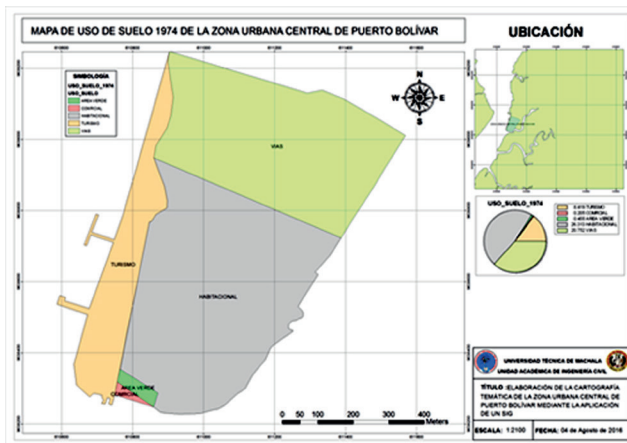 MAPA DE USO DE SUELO 1974 DE LA ZONA URBANA CENTRAL DE PUERTO BOLÍVAR
UBICACIÓN
SIMBOLOGÍA
USO_SUELO_1974
USO_SUELO
AREA VERDE
COMRCIAL
HABITACIONAL
TURISMO
VIAS
N
W E
S
VIAS
TURISMO
HABITACIONAL
AREA VERDE
COMRCIAL
0 50 100 200 300 400
Meters
USO_SUELO_1974
TURISMO
COMRCIAL
AREA VERDE
HABITACIONAL
VIAS
UNIVERSIDAD TÉCNICA DE MACHALA
UNIDAD ACADÉMICA DE INGENIERÍA CIVIL
TÍTULO :ELABORACIÓN DE LA CARTOGRAFÍA
TEMÁTICA DE LA ZONA URBANA CENTRAL DE
PUERTO BOLÍVAR MEDIANTE LA APLICACIÓN
DE UN SIG
ESCALA: 1:2100 FECHA: 04 de Agosto de 2016